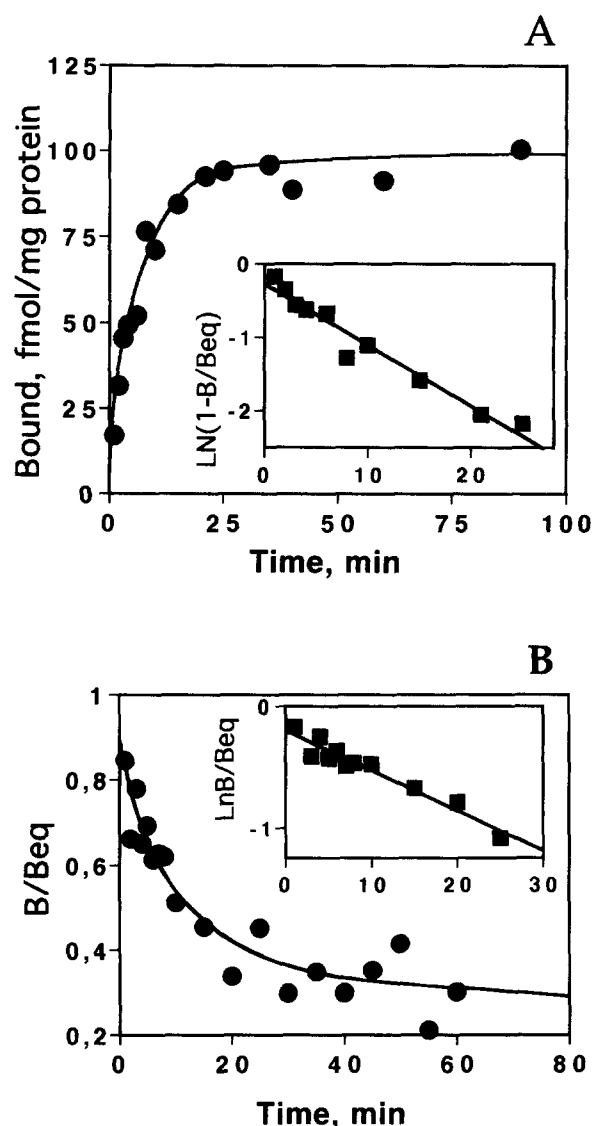 A
125
100
75
50
25
0
Bound, fmol/mg protein
0 25 50 75 100
Time, min
0
-1
-2
LN(1-B/Beq)
0 10 20
B
1
0,8
0,6
0,4
0,2
B/Beq
0 20 40 60 80
Time, min
0
-1
LnB/Beq
0 10 20 30